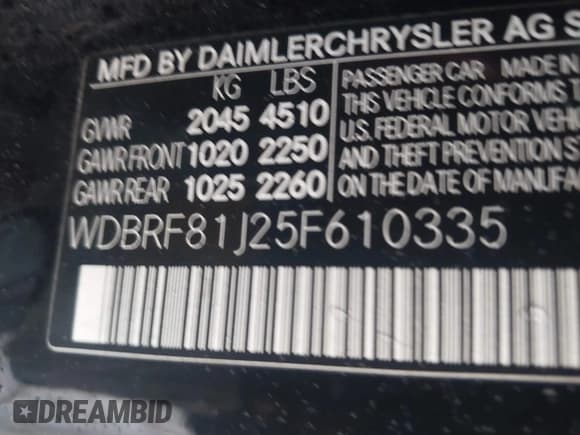 MFD BY DAIMLERCHRYSLER AG S
KG LBS
GVWR 2045 4510
GAWR FRONT 1020 2250
GAWR REAR 1025 2260
PASSENGER CAR MADE IN
THIS VEHICLE CONFORMS T
U.S. FEDERAL MOTOR VEH
AND THEFT PREVENTION S
ON THE DATE OF MANUFA
WDBRF81J25F610335
DREAMBID